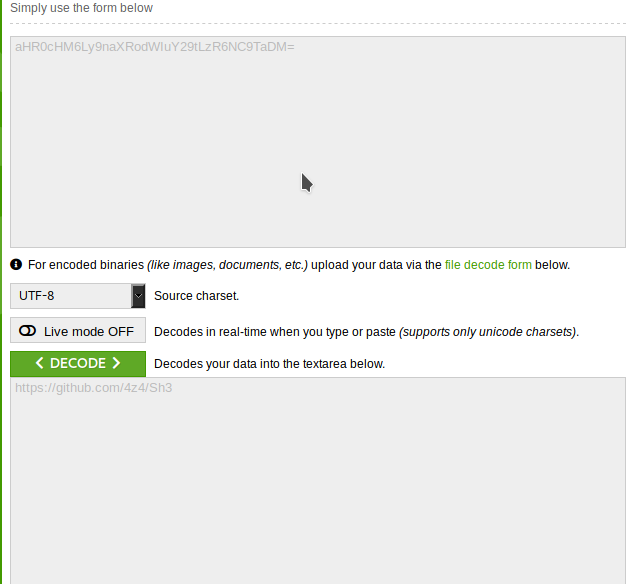 Simply use the form below
aHR0cHM6Ly9naXRodWIuY29tLzR6NC9TaDM=
For encoded binaries (like images, documents, etc.) upload your data via the file decode form below.
UTF-8 Source charset.
Live mode OFF Decodes in real-time when you type or paste (supports only unicode charsets).
< DECODE > Decodes your data into the textarea below.
https://github.com/4z4/Sh3